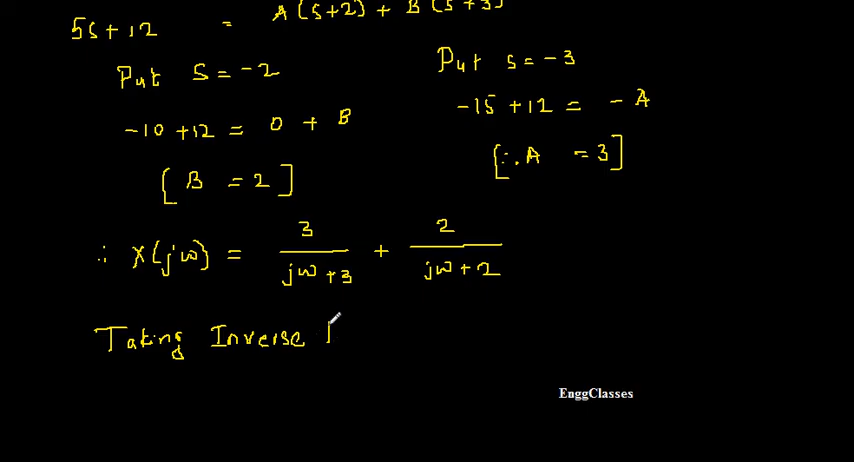 5s+12 = A(s+2) + B(s+3)
Put s=-2
Put s=-3
-10+12 = 0 + B
-15+12 = -A
[B = 2]
[∴ A = 3]
∴ X(jω) = 3/(jω+3) + 2/(jω+2)
Taking Inverse
EnggClasses